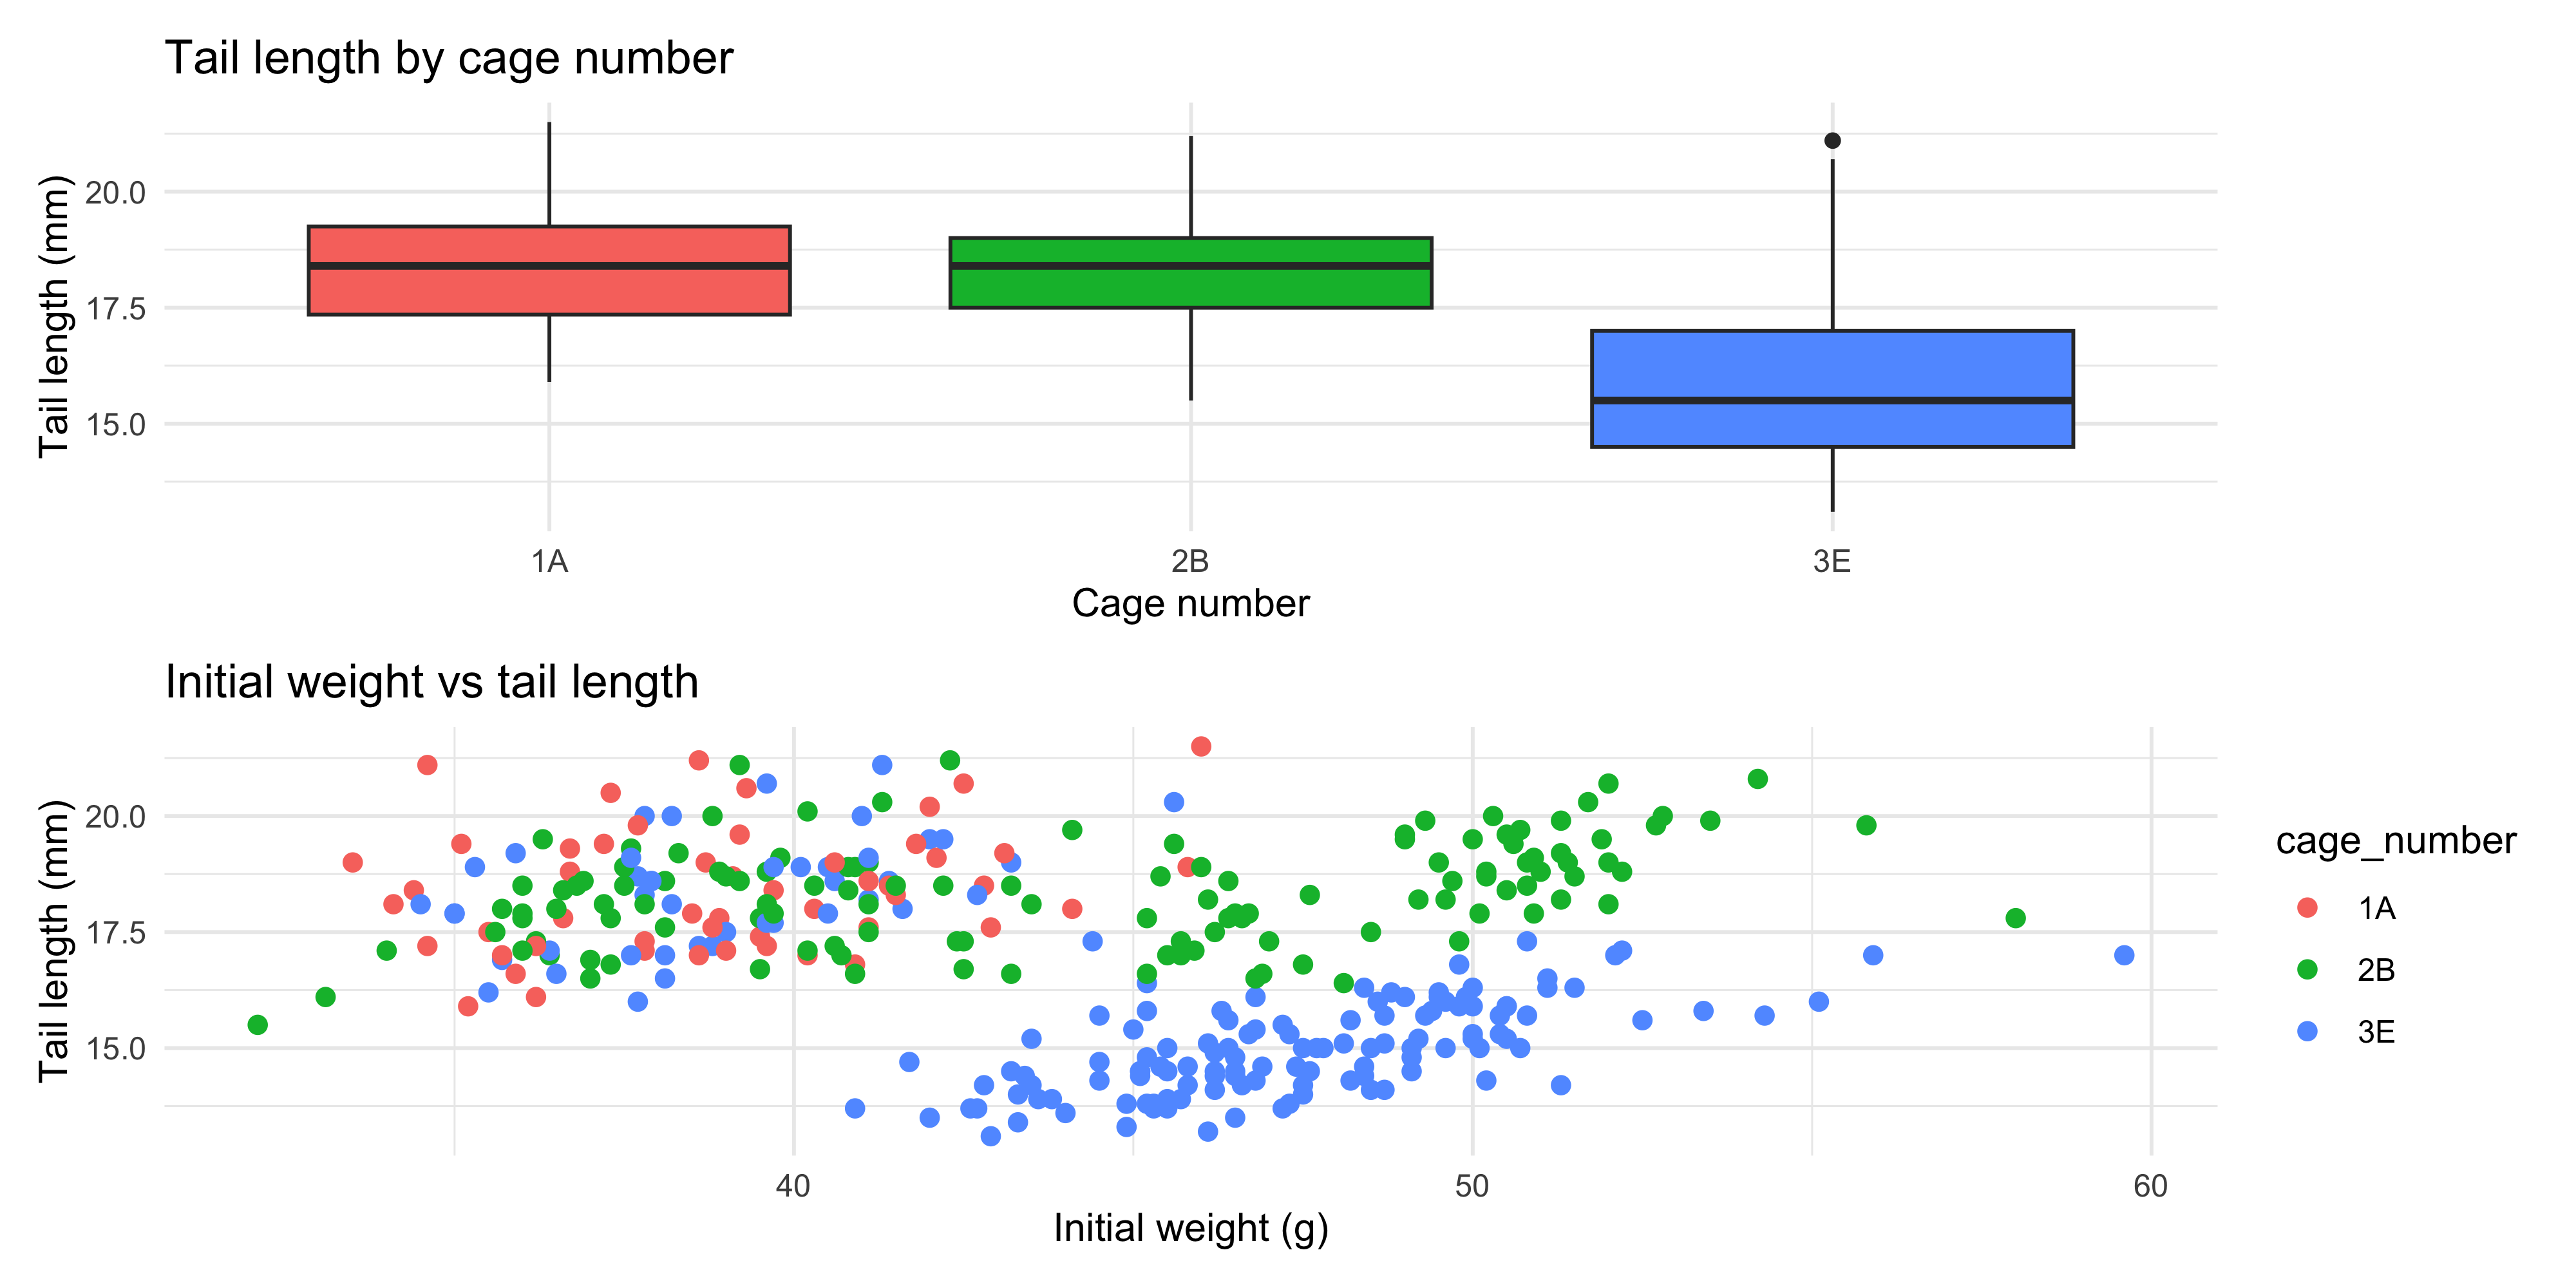 Tail length by cage number
Tail length (mm)
20.0
17.5
15.0
1A
2B
3E
Cage number
Initial weight vs tail length
Tail length (mm)
20.0
17.5
15.0
40
50
60
Initial weight (g)
cage_number
1A
2B
3E